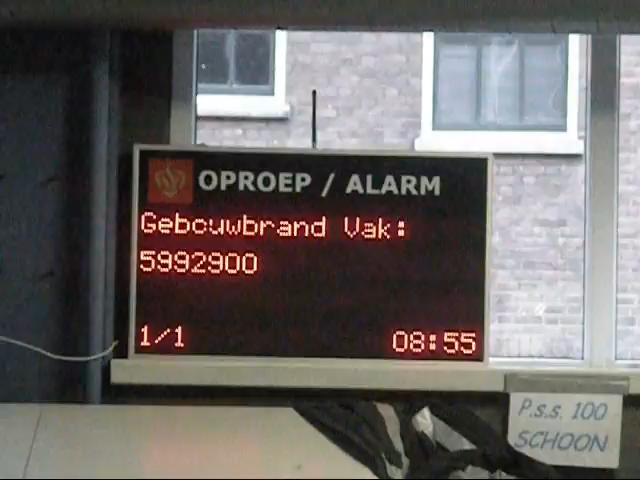 OPROEP / ALARM
Gebouwbrand Vak:
5992900
1/1 08:55
P.s.s. 100
SCHOON